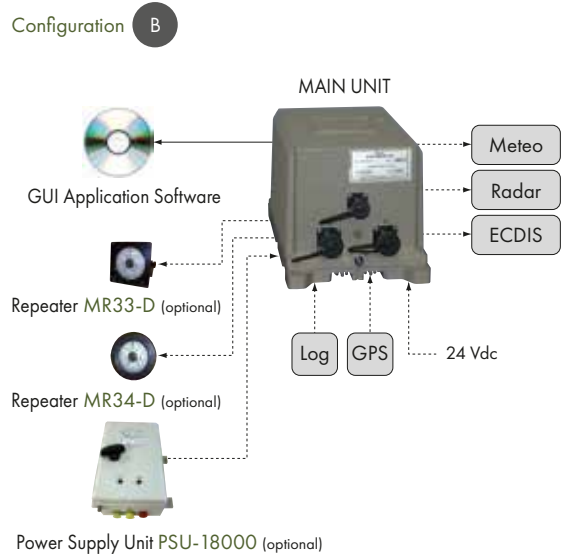 Configuration B
MAIN UNIT
GUI Application Software
Meteo
Radar
ECDIS
Repeater MR33-D (optional)
Log
GPS
24 Vdc
Repeater MR34-D (optional)
Power Supply Unit PSU-18000 (optional)